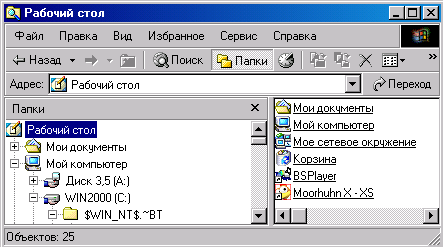 Рабочий стол
Файл Правка Вид Избранное Сервис Справка
Назад Поиск Папки
Адрес: Рабочий стол Переход
Папки
Рабочий стол
Мои документы
Мой компьютер
Диск 3,5 (A:)
WIN2000 (C:)
$WIN_NT$.~BT
Мои документы
Мой компьютер
Мое сетевое окружение
Корзина
BSPlayer
Moorhuhn X - XS
Объектов: 25